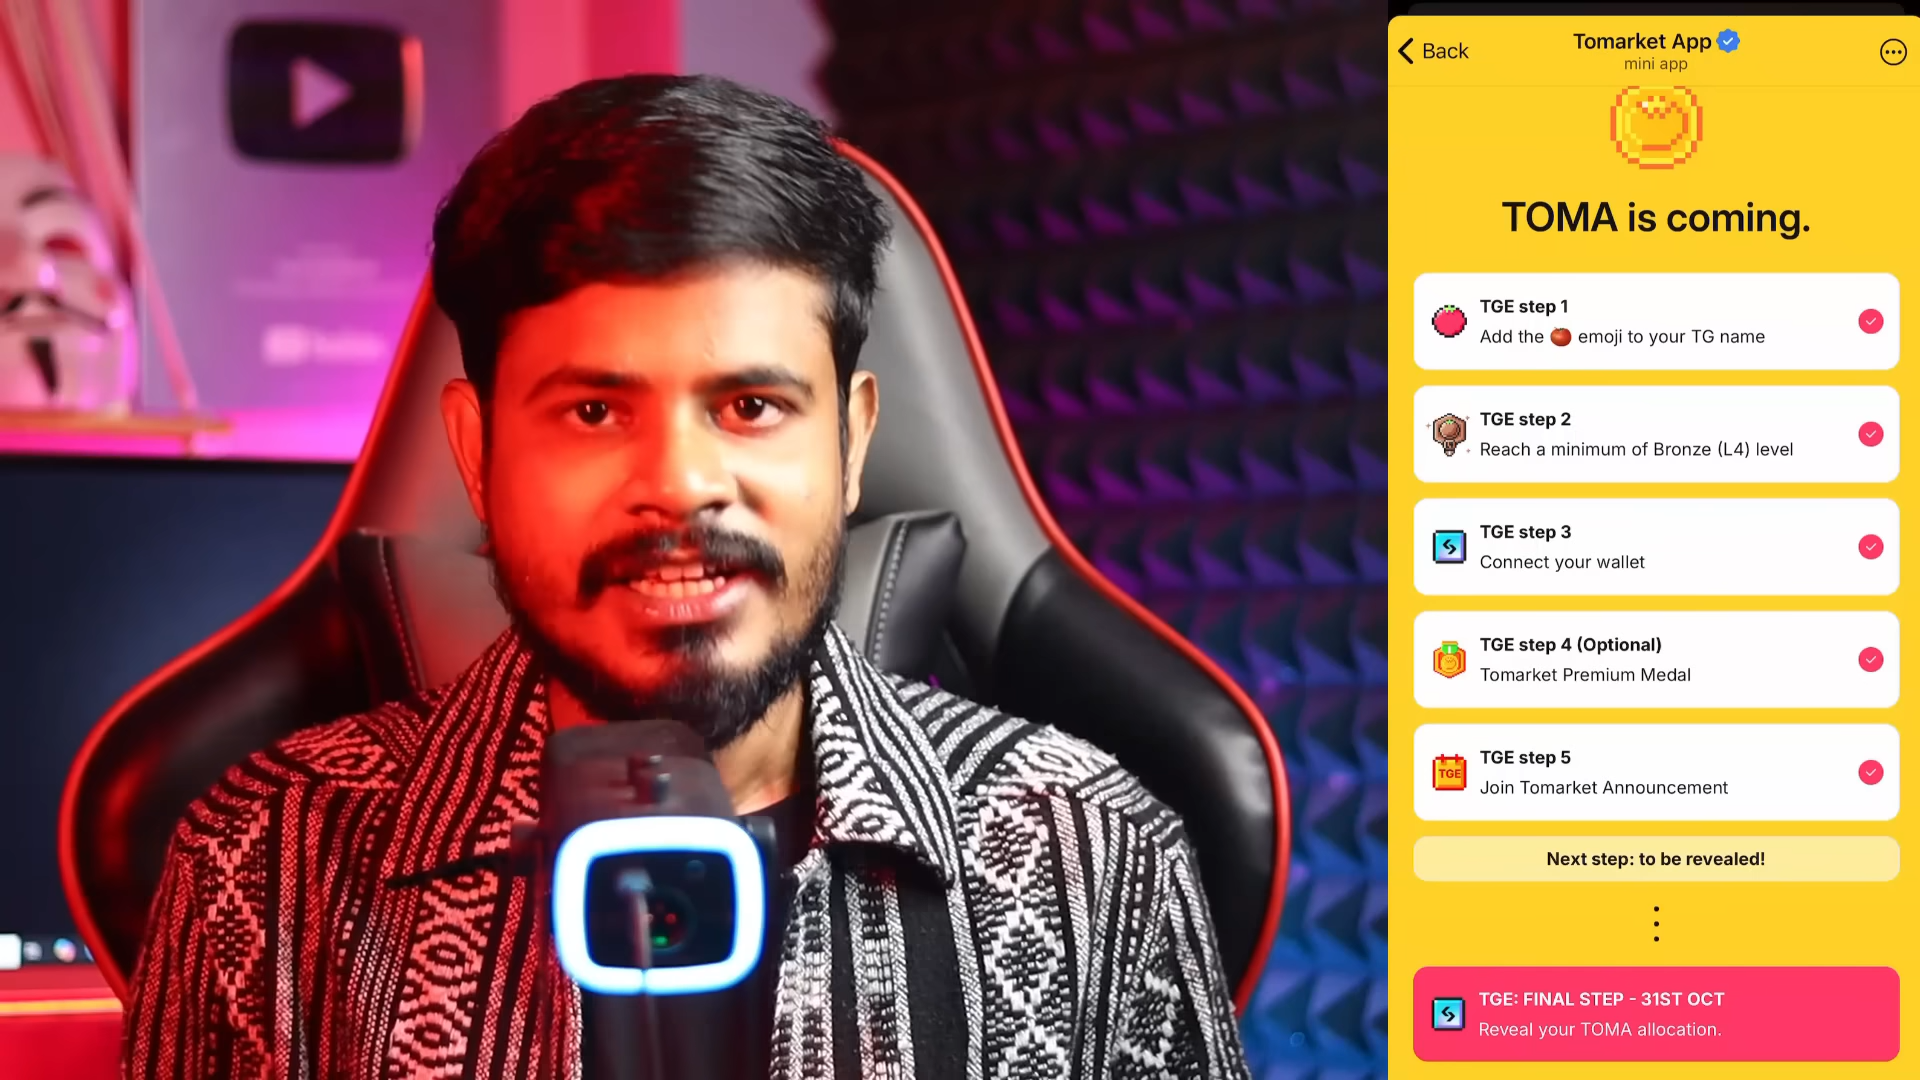 Back
Tomarket App
mini app
TOMA is coming.
TGE step 1
Add the 🍅 emoji to your TG name
TGE step 2
Reach a minimum of Bronze (L4) level
TGE step 3
Connect your wallet
TGE step 4 (Optional)
Tomarket Premium Medal
TGE
TGE step 5
Join Tomarket Announcement
Next step: to be revealed!
TGE: FINAL STEP - 31ST OCT
Reveal your TOMA allocation.